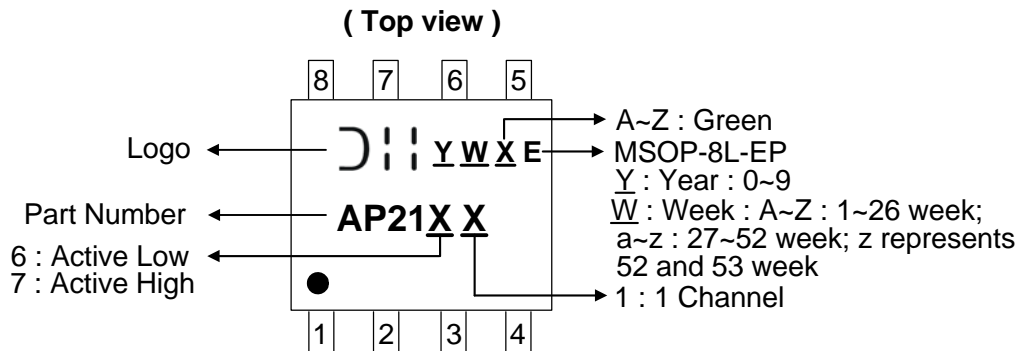 ( Top view )
8 7 6 5
Logo
Y W X E
A~Z : Green
MSOP-8L-EP
Y : Year : 0~9
W : Week : A~Z : 1~26 week;
a~z : 27~52 week; z represents
52 and 53 week
Part Number
AP21X X
6 : Active Low
7 : Active High
1 : 1 Channel
1 2 3 4